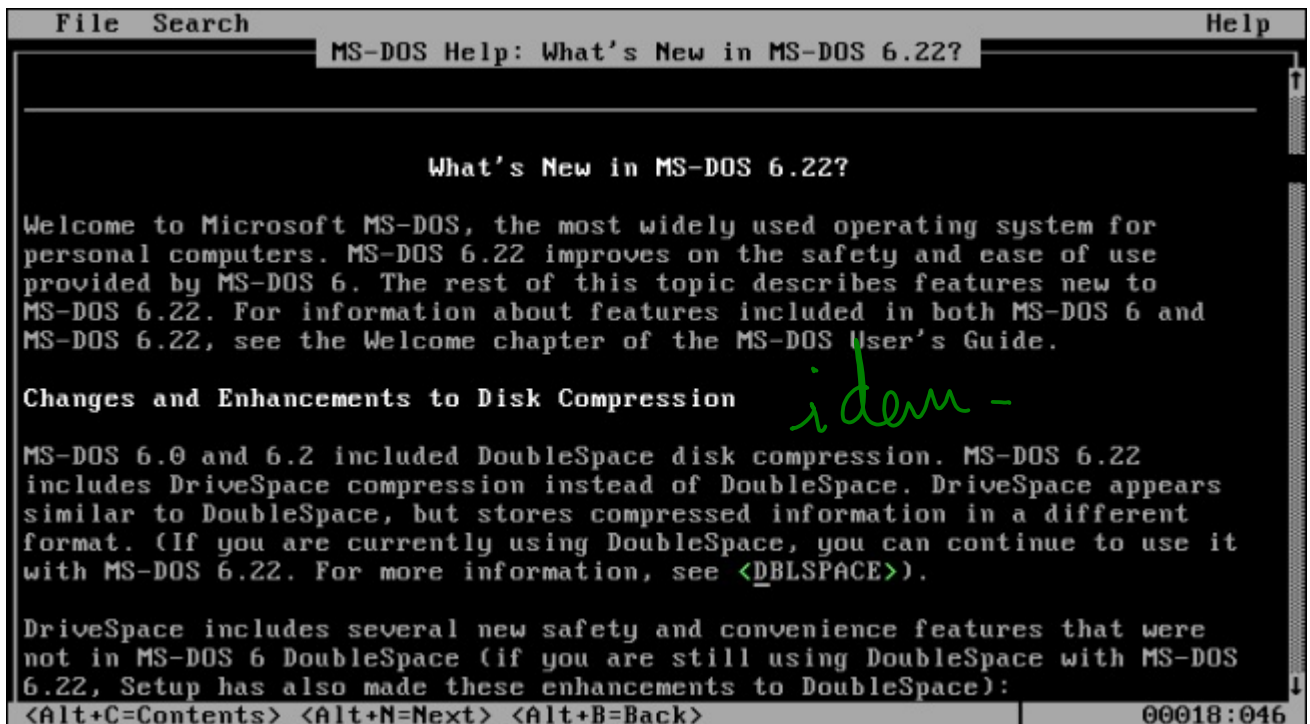 File Search Help
MS-DOS Help: What's New in MS-DOS 6.22?
What's New in MS-DOS 6.22?
Welcome to Microsoft MS-DOS, the most widely used operating system for
personal computers. MS-DOS 6.22 improves on the safety and ease of use
provided by MS-DOS 6. The rest of this topic describes features new to
MS-DOS 6.22. For information about features included in both MS-DOS 6 and
MS-DOS 6.22, see the Welcome chapter of the MS-DOS User's Guide.
Changes and Enhancements to Disk Compression
idem -
MS-DOS 6.0 and 6.2 included DoubleSpace disk compression. MS-DOS 6.22
includes DriveSpace compression instead of DoubleSpace. DriveSpace appears
similar to DoubleSpace, but stores compressed information in a different
format. (If you are currently using DoubleSpace, you can continue to use it
with MS-DOS 6.22. For more information, see <DBLSPACE>).
DriveSpace includes several new safety and convenience features that were
not in MS-DOS 6 DoubleSpace (if you are still using DoubleSpace with MS-DOS
6.22, Setup has also made these enhancements to DoubleSpace):
<Alt+C=Contents> <Alt+N=Next> <Alt+B=Back> 00018:046